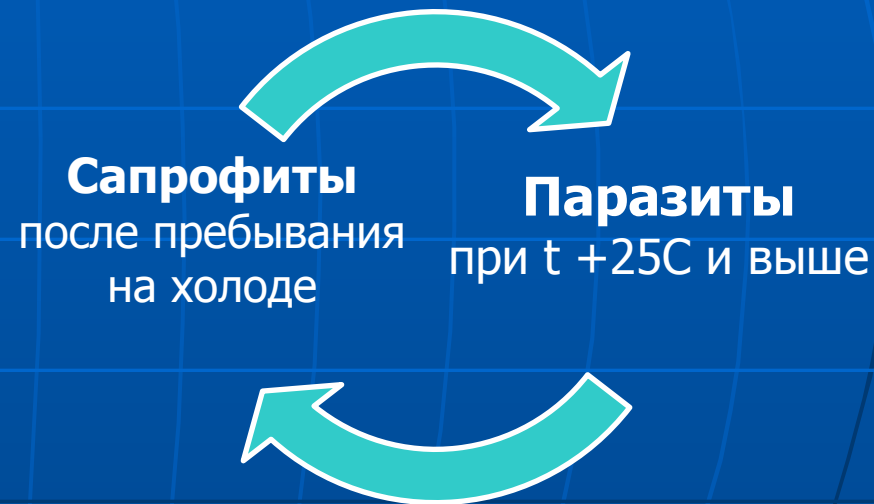 Сапрофиты
после пребывания
на холоде
Паразиты
при t +25С и выше